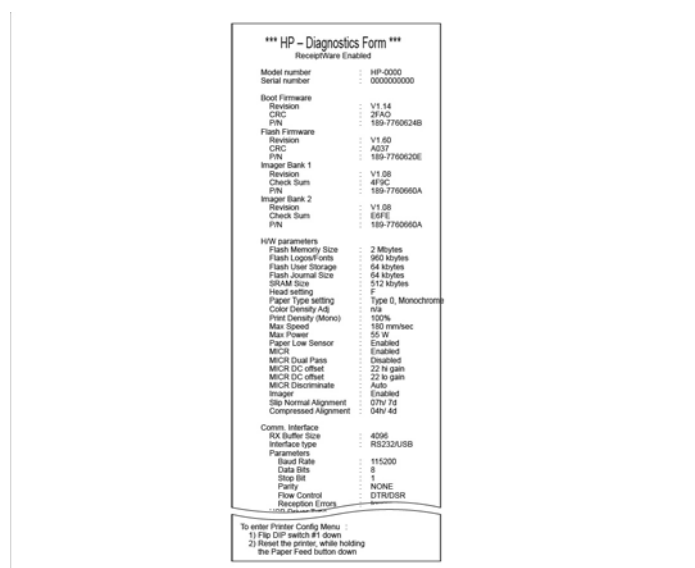 *** HP – Diagnostics Form ***
ReceiptWare Enabled
Model number : HP-0000
Serial number : 0000000000
Boot Firmware
Revision : V1.14
CRC : 2FAO
P/N : 189-7760624B
Flash Firmware
Revision : V1.60
CRC : A037
P/N : 189-7760620E
Imager Bank 1
Revision : V1.08
Check Sum : 4F9C
P/N : 189-7760660A
Imager Bank 2
Revision : V1.08
Check Sum : E6FE
P/N : 189-7760660A
H/W parameters
Flash Memoriy Size : 2 Mbytes
Flash Logos/Fonts : 960 kbytes
Flash User Storage : 64 kbytes
Flash Journal Size : 64 kbytes
SRAM Size : 512 kbytes
Head setting : F
Paper Type setting : Type 0, Monochrome
Color Density Adj : n/a
Print Density (Mono) : 100%
Max Speed : 180 mm/sec
Max Power : 55 W
Paper Low Sensor : Enabled
MICR : Enabled
MICR Dual Pass : Disabled
MICR DC offset : 22 hi gain
MICR DC offset : 22 lo gain
MICR Discriminate : Auto
Imager : Enabled
Slip Normal Alignment : 07h/ 7d
Compressed Alignment : 04h/ 4d
Comm. Interface
RX Buffer Size : 4096
Interface type : RS232/USB
Parameters
Baud Rate : 115200
Data Bits : 8
Stop Bit : 1
Parity : NONE
Flow Control : DTR/DSR
Reception Errors :
To enter Printer Config Menu :
1) Flip DIP switch #1 down
2) Reset the printer, while holding
the Paper Feed button down